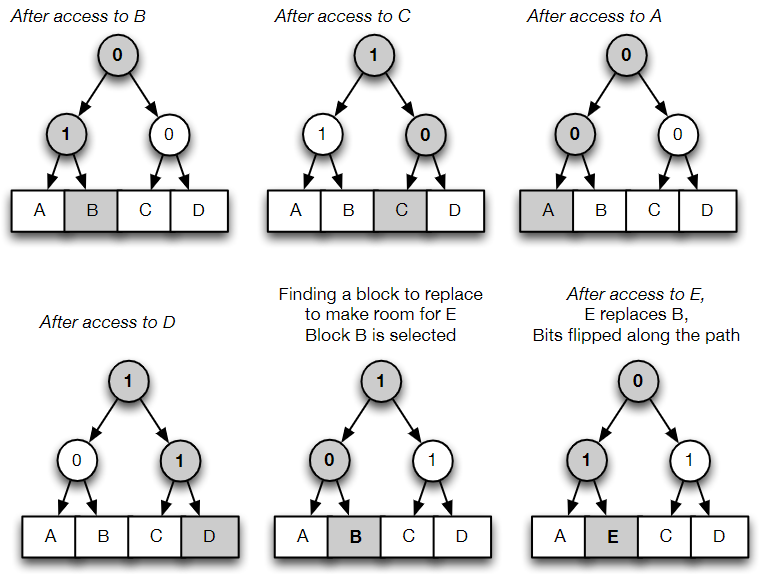 After access to B
0
1 0
A B C D
After access to C
1
1 0
A B C D
After access to A
0
0 0
A B C D
After access to D
1
0 1
A B C D
Finding a block to replace
to make room for E
Block B is selected
1
0 1
A B C D
After access to E,
E replaces B,
Bits flipped along the path
0
1 1
A E C D